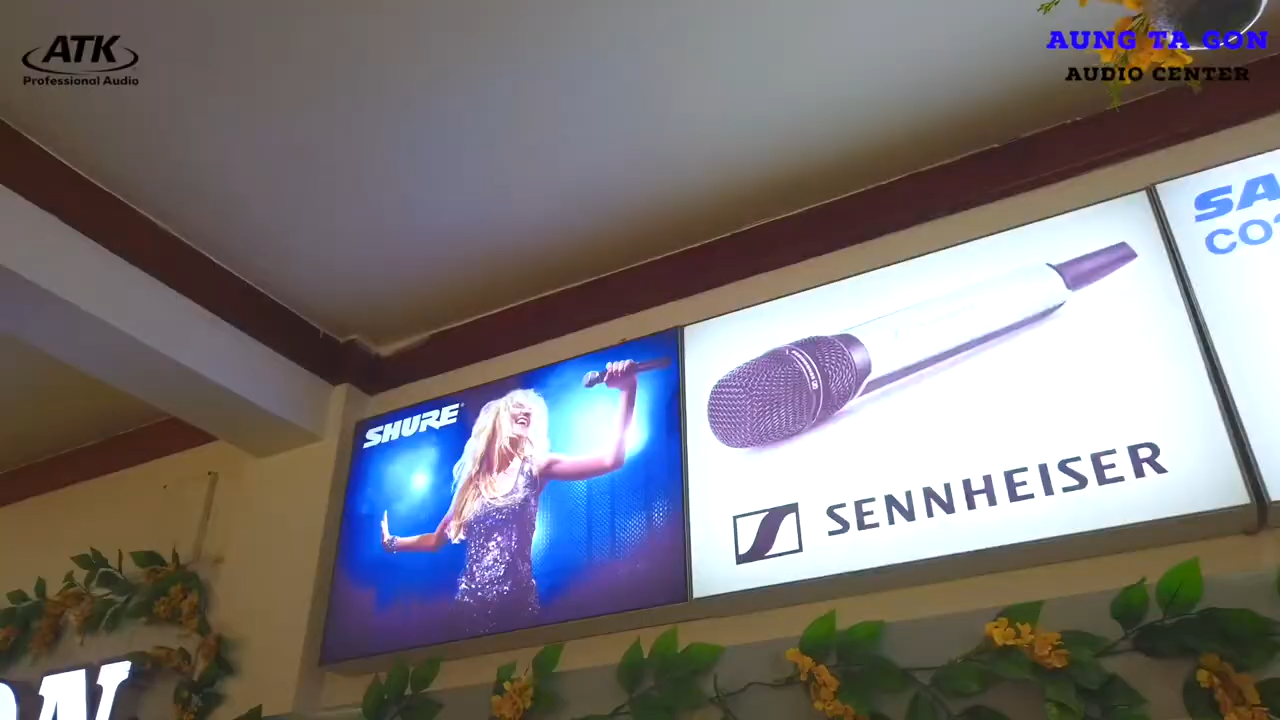 ATK
Professional Audio
AUNG TA GON
AUDIO CENTER
SHURE
SENNHEISER